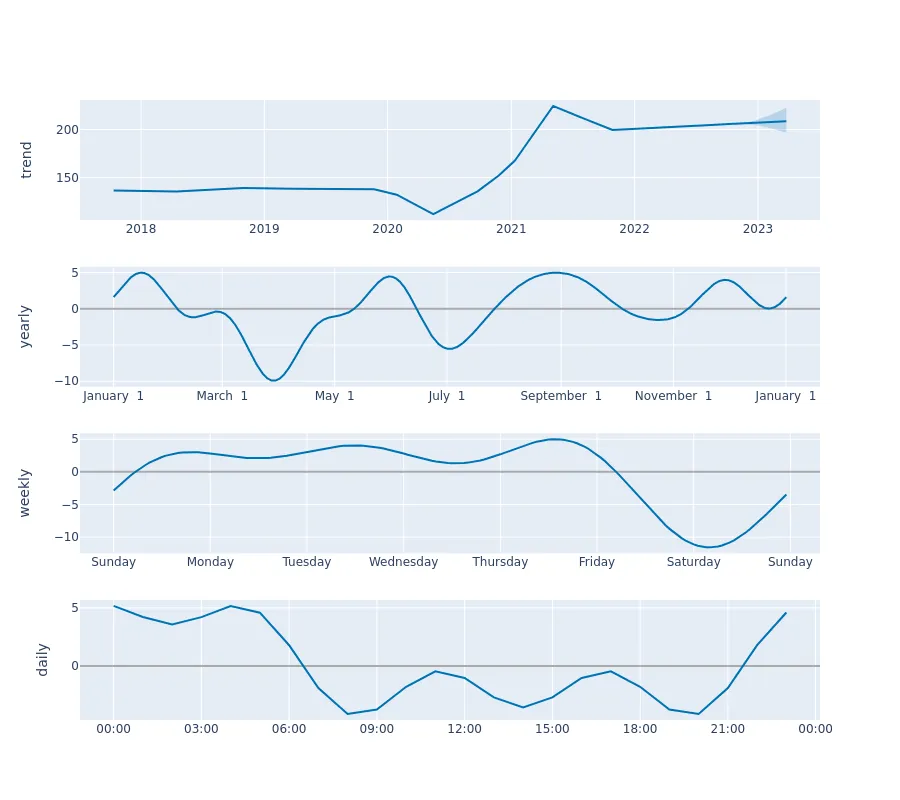 trend
200
150
2018 2019 2020 2021 2022 2023
yearly
5
0
−5
−10
January 1 March 1 May 1 July 1 September 1 November 1 January 1
weekly
5
0
−5
−10
Sunday Monday Tuesday Wednesday Thursday Friday Saturday Sunday
daily
5
0
00:00 03:00 06:00 09:00 12:00 15:00 18:00 21:00 00:00